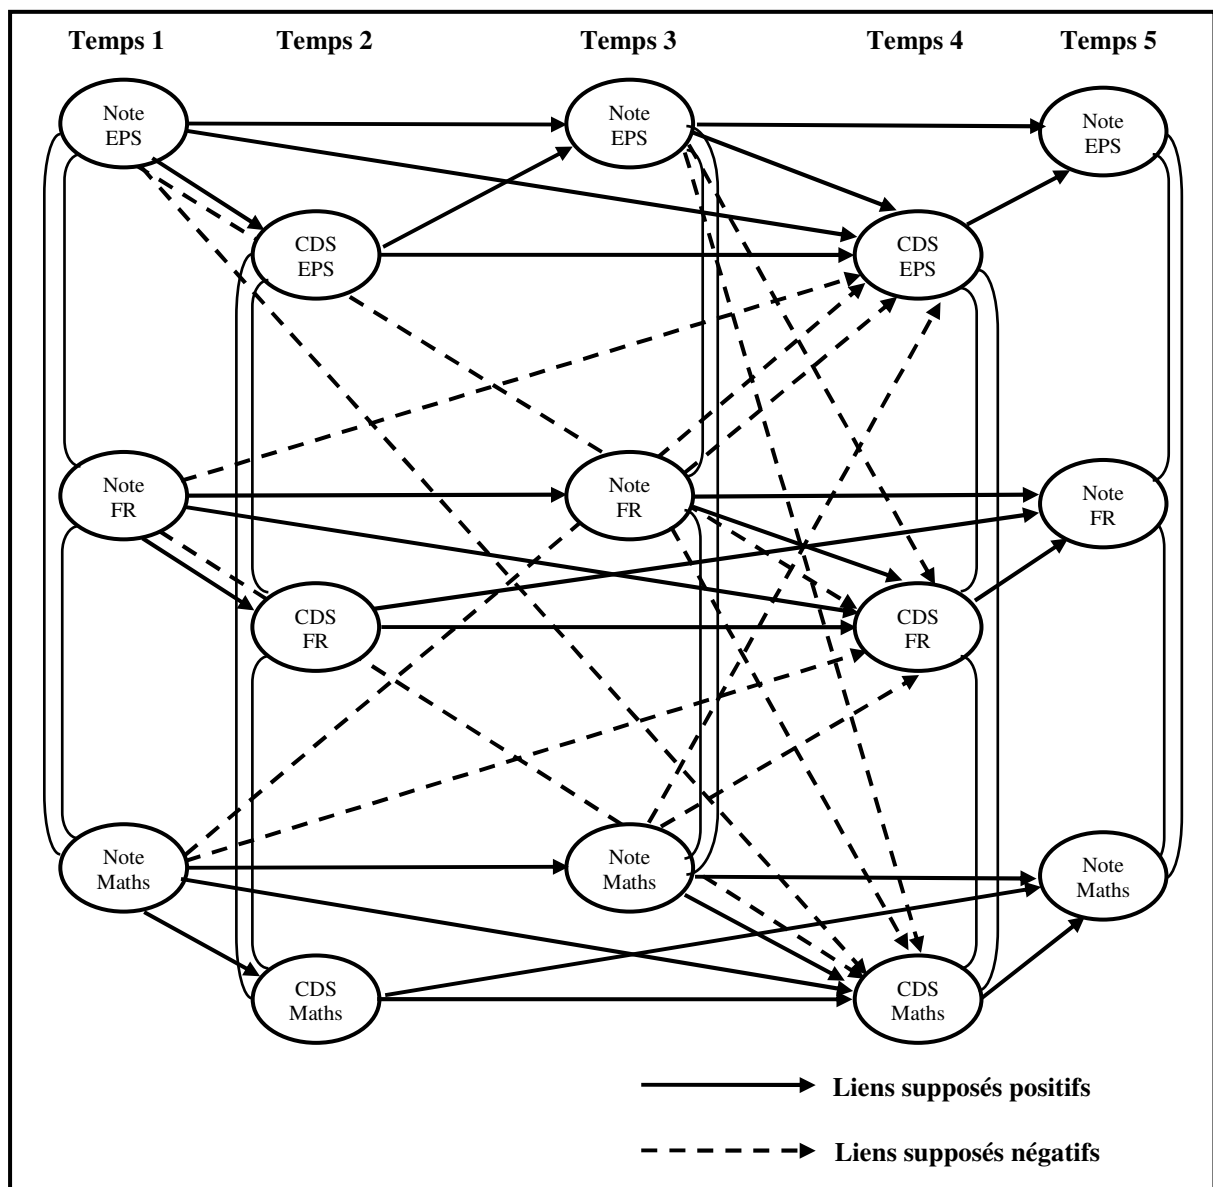 Temps 1
Temps 2
Temps 3
Temps 4
Temps 5
Note
EPS
Note
EPS
Note
EPS
CDS
EPS
CDS
EPS
Note
FR
Note
FR
Note
FR
CDS
FR
CDS
FR
Note
Maths
Note
Maths
Note
Maths
CDS
Maths
CDS
Maths
Liens supposés positifs
Liens supposés négatifs